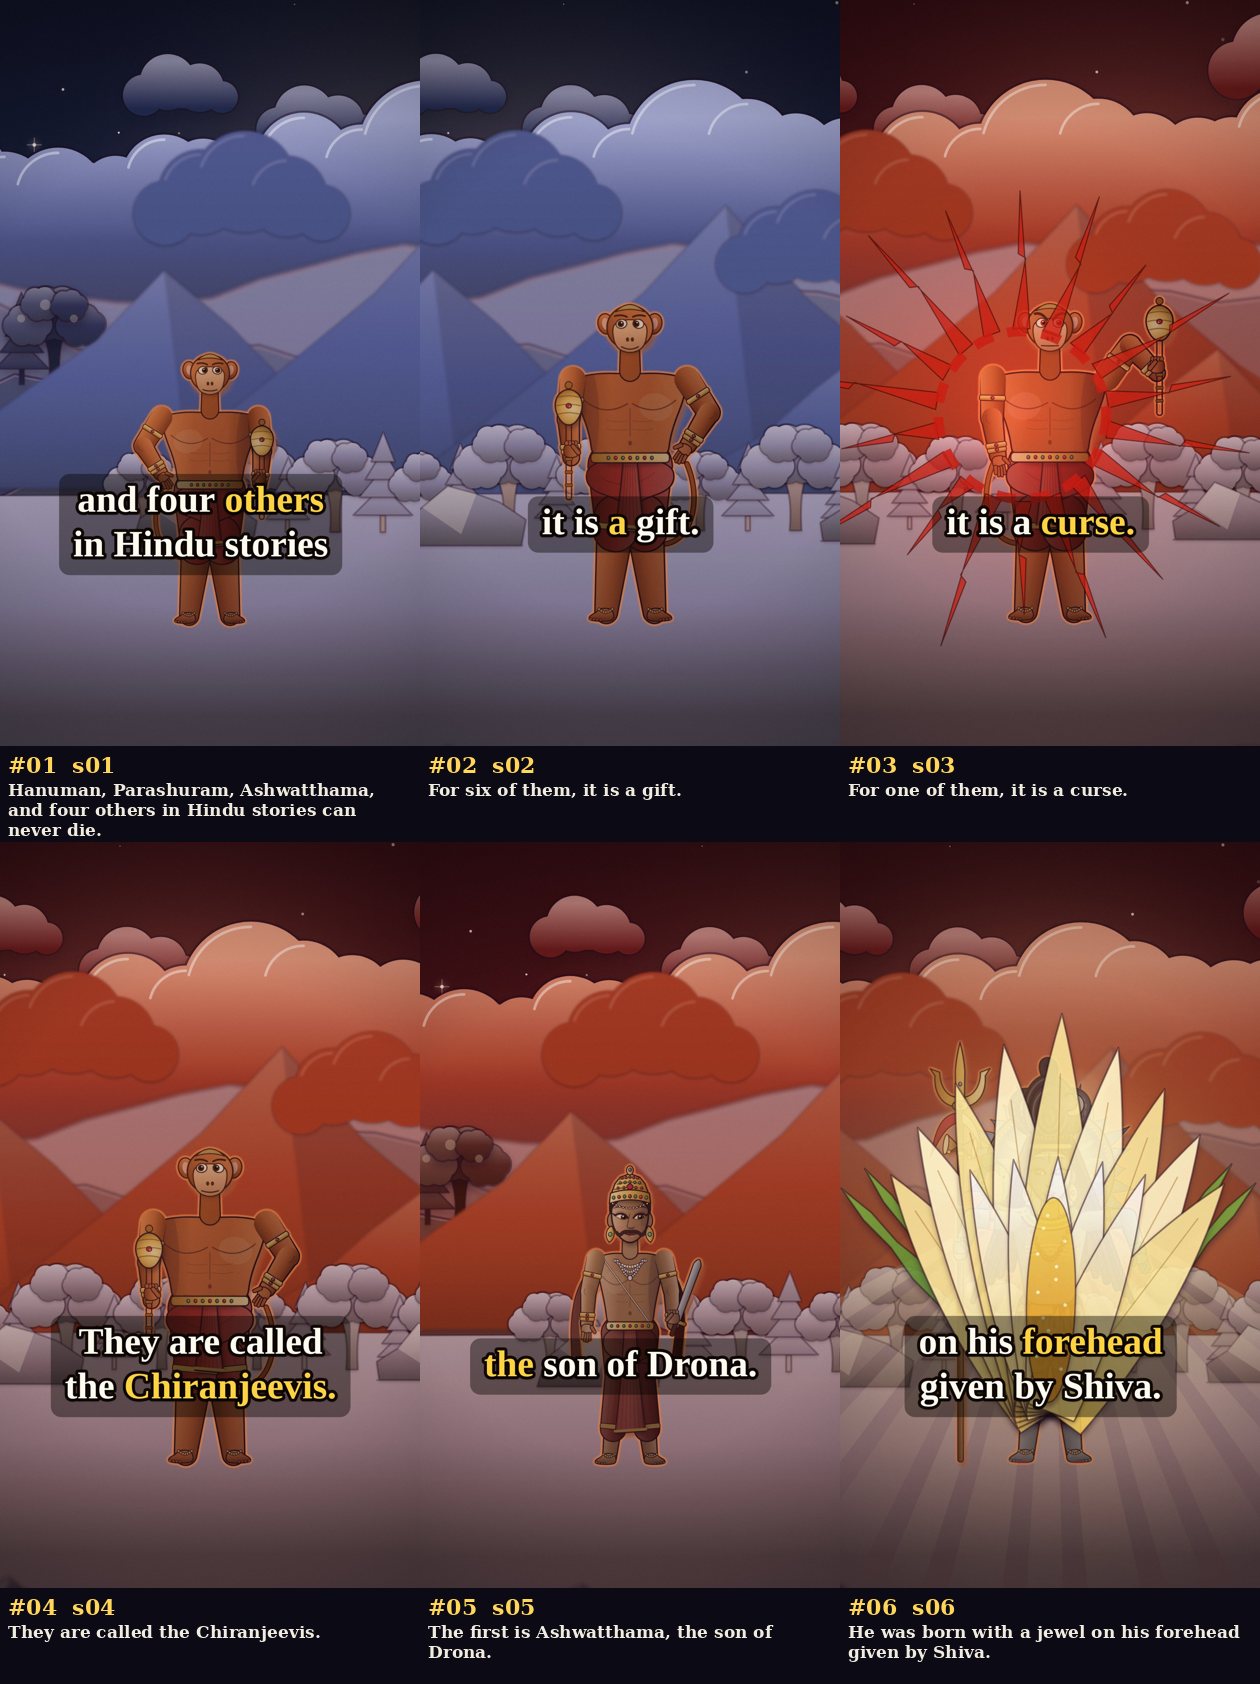 and four others
in Hindu stories
it is a gift.
it is a curse.
#01 s01
Hanuman, Parashuram, Ashwatthama,
and four others in Hindu stories can
never die.
#02 s02
For six of them, it is a gift.
#03 s03
For one of them, it is a curse.
They are called
the Chiranjeevis.
the son of Drona.
on his forehead
given by Shiva.
#04 s04
They are called the Chiranjeevis.
#05 s05
The first is Ashwatthama, the son of
Drona.
#06 s06
He was born with a jewel on his forehead
given by Shiva.